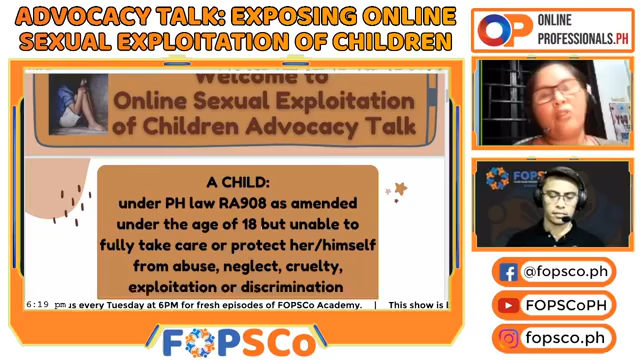 ADVOCACY TALK: EXPOSING ONLINE
SEXUAL EXPLOITATION OF CHILDREN
OP
ONLINE
PROFESSIONALS.PH
Welcome to
Online Sexual Exploitation
of Children Advocacy Talk
A CHILD:
under PH law RA908 as amended
under the age of 18 but unable to
fully take care or protect her/himself
from abuse, neglect, cruelty,
exploitation or discrimination
6:19 pm us every Tuesday at 6PM for fresh episodes of FOPSCo Academy. | This show is
FOPSCo
@fopsco.ph
FOPSCoPH
fopsco.ph